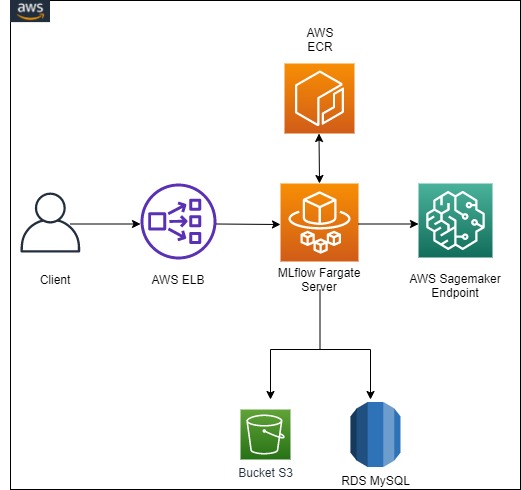 aws
AWS
ECR
Client
AWS ELB
MLflow Fargate
Server
AWS Sagemaker
Endpoint
Bucket S3
RDS MySQL